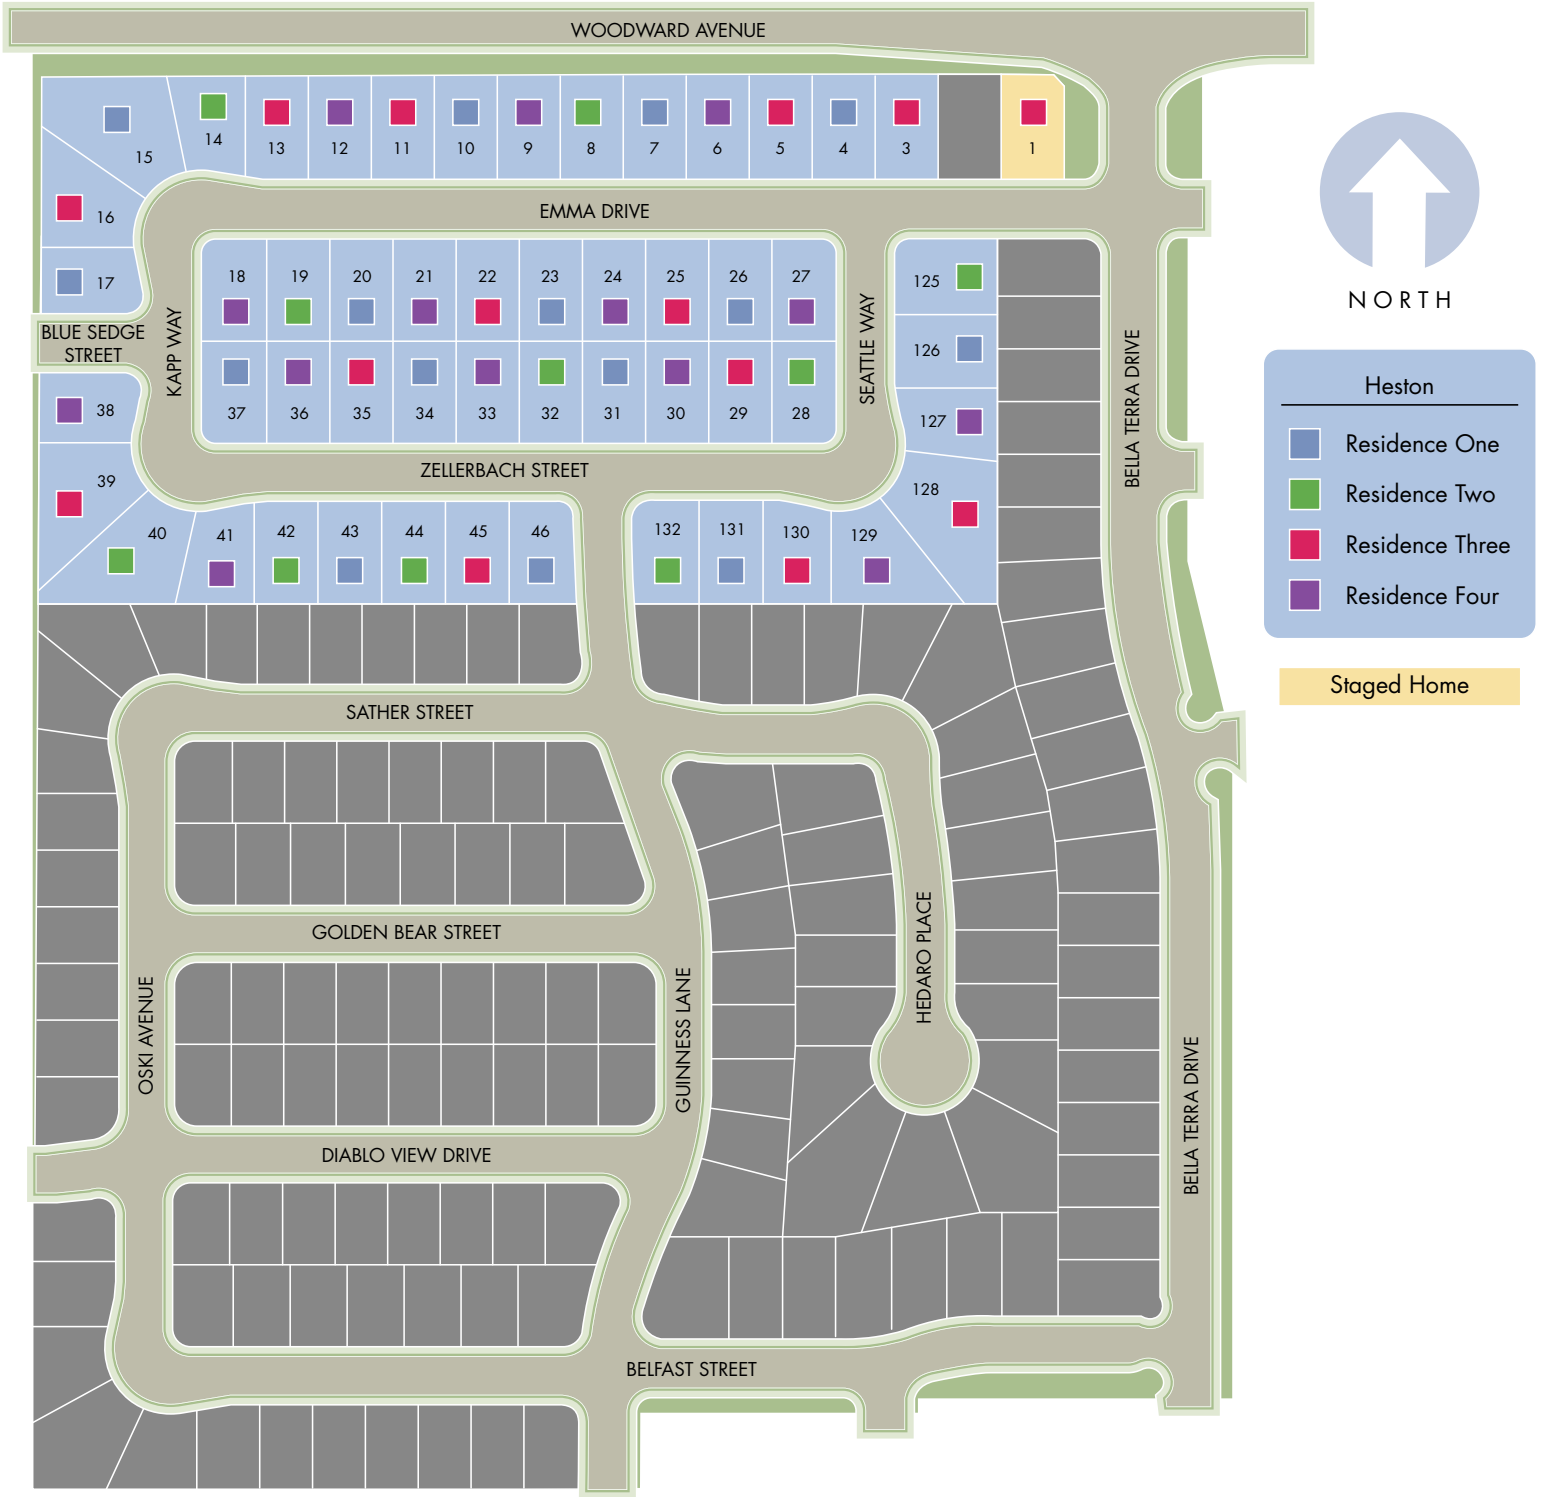 WOODWARD AVENUE
15
14
13
12
11
10
9
8
7
6
5
4
3
1
16
17
EMMA DRIVE
18
19
20
21
22
23
24
25
26
27
125
126
127
128
BLUE SEDGE
STREET
KAPP WAY
SEATTLE WAY
BELLA TERRA DRIVE
37
36
35
34
33
32
31
30
29
28
38
39
ZELLERBACH STREET
40
41
42
43
44
45
46
132
131
130
129
NORTH
Heston
Residence One
Residence Two
Residence Three
Residence Four
Staged Home
SATHER STREET
GOLDEN BEAR STREET
OSKI AVENUE
GUINNESS LANE
HEDARO PLACE
BELLA TERRA DRIVE
DIABLO VIEW DRIVE
BELFAST STREET